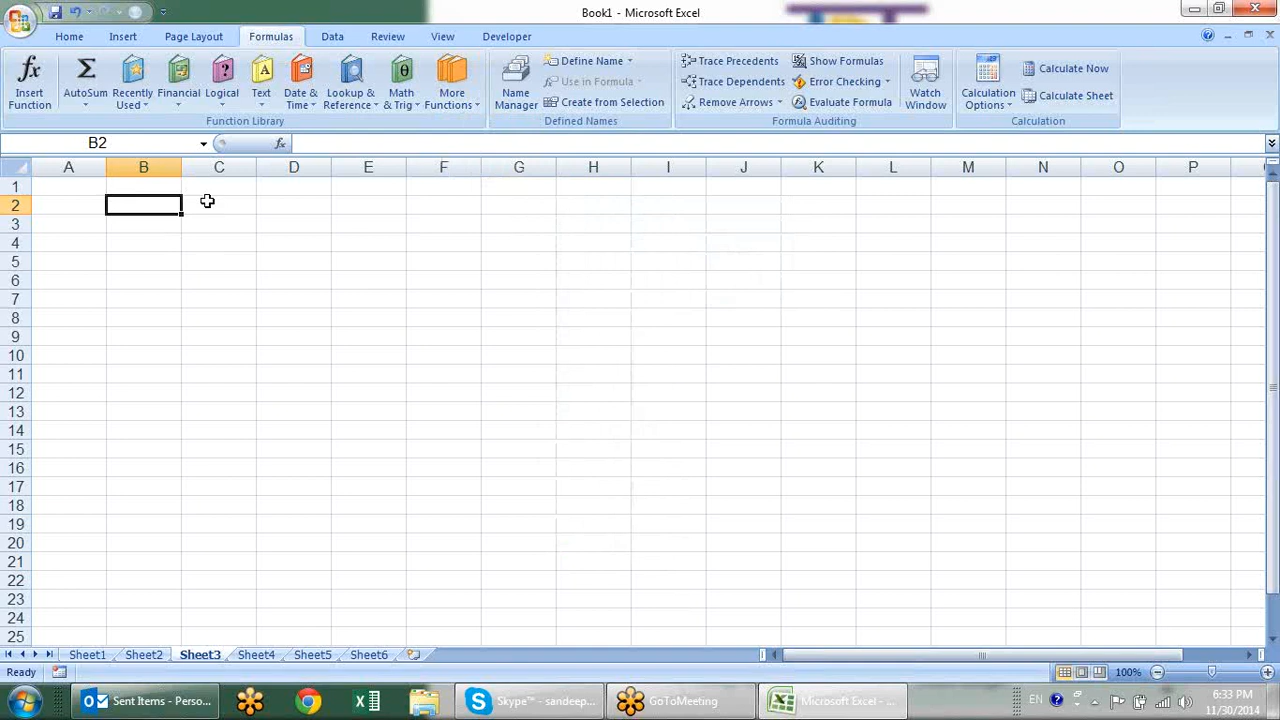 Book1 - Microsoft Excel
Home Insert Page Layout Formulas Data Review View Developer
Insert Function
AutoSum
Recently Used
Financial
Logical
Text
Date & Time
Lookup & Reference
Math & Trig
More Functions
Function Library
Name Manager
Define Name
Use in Formula
Create from Selection
Defined Names
Trace Precedents
Trace Dependents
Remove Arrows
Show Formulas
Error Checking
Evaluate Formula
Formula Auditing
Watch Window
Calculation Options
Calculate Now
Calculate Sheet
Calculation
B2
fx
A B C D E F G H I J K L M N O P
1
2
3
4
5
6
7
8
9
10
11
12
13
14
15
16
17
18
19
20
21
22
23
24
25
Sheet1 Sheet2 Sheet3 Sheet4 Sheet5 Sheet6
Ready
100%
Sent Items - Perso...
Skype™ - sandeep...
GoToMeeting
Microsoft Excel - ...
EN
6:33 PM
11/30/2014